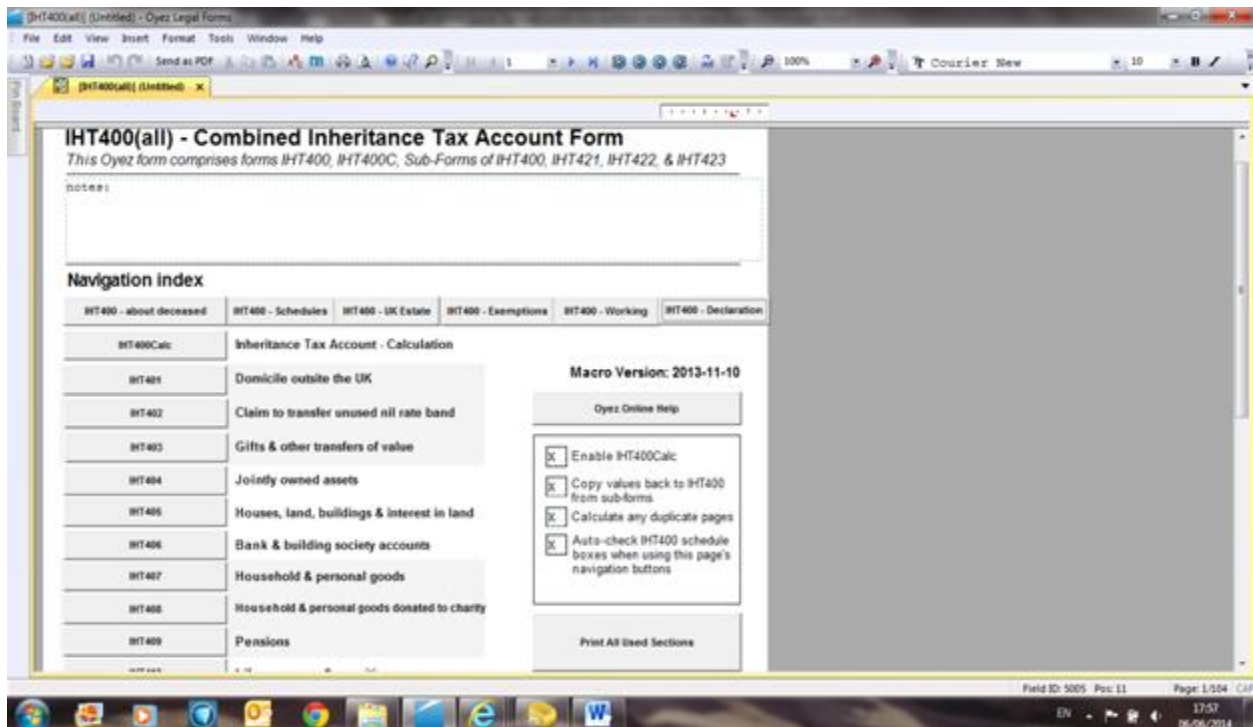 [IHT400(all)] (Untitled) - Oyez Legal Forms
File Edit View Insert Format Tools Window Help
Send as PDF 1 100% Courier New 10 B I
[IHT400(all)] (Untitled) x
IHT400(all) - Combined Inheritance Tax Account Form
This Oyez form comprises forms IHT400, IHT400C, Sub-Forms of IHT400, IHT421, IHT422, & IHT423
notes:
Navigation index
IHT400 - about deceased IHT400 - Schedules IHT400 - UK Estate IHT400 - Exemptions IHT400 - Working IHT400 - Declaration
IHT400Calc Inheritance Tax Account - Calculation
Macro Version: 2013-11-10
IHT401 Domicile outsite the UK
Oyez Online Help
IHT402 Claim to transfer unused nil rate band
IHT403 Gifts & other transfers of value
X Enable IHT400Calc
IHT404 Jointly owned assets
X Copy values back to IHT400
from sub-forms
IHT405 Houses, land, buildings & interest in land
X Calculate any duplicate pages
IHT406 Bank & building society accounts
X Auto-check IHT400 schedule
boxes when using this page's
navigation buttons
IHT407 Household & personal goods
IHT408 Household & personal goods donated to charity
IHT409 Pensions
Print All Used Sections
Field ID: 5005 Pos: 11 Page: 1/104
EN 17:57
06/06/2014